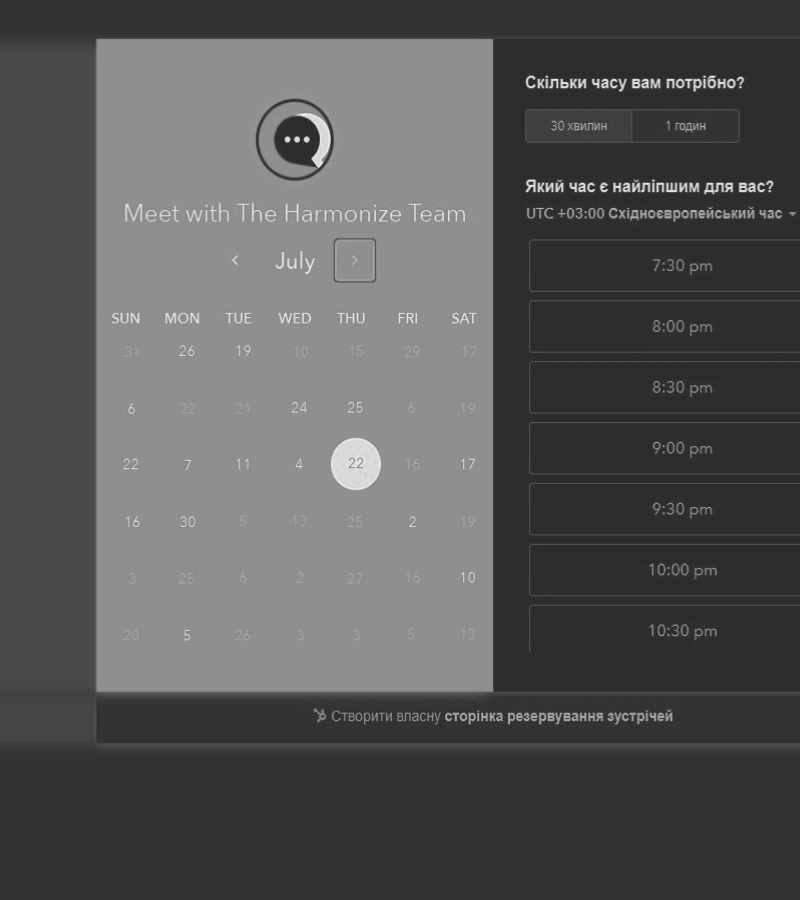 Meet with The Harmonize Team
July
SUN MON TUE WED THU FRI SAT
31 26 19 10 15 29 17
6 22 21 24 25 6 19
22 7 11 4 22 16 17
16 30 5 13 25 2 19
3 25 6 2 27 16 10
20 5 26 3 3 5 13
Скільки часу вам потрібно?
30 хвилин 1 годин
Який час є найліпшим для вас?
UTC +03:00 Східноєвропейський час
7:30 pm
8:00 pm
8:30 pm
9:00 pm
9:30 pm
10:00 pm
10:30 pm
Створити власну сторінка резервування зустрічей